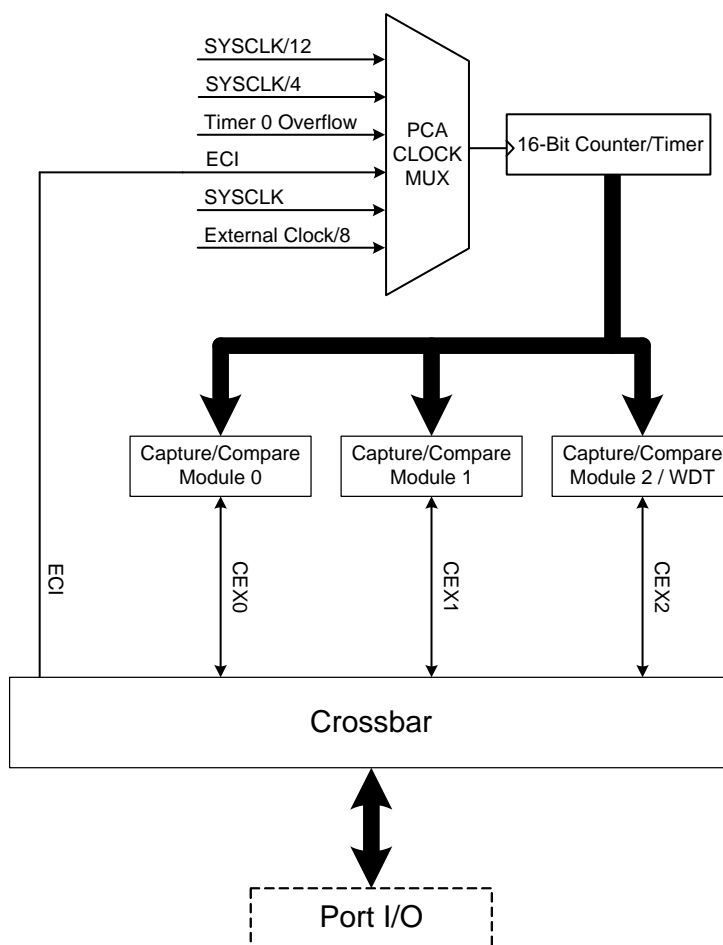 SYSCLK/12
SYSCLK/4
Timer 0 Overflow
ECI
SYSCLK
External Clock/8
PCA
CLOCK
MUX
16-Bit Counter/Timer
Capture/Compare
Module 0
Capture/Compare
Module 1
Capture/Compare
Module 2 / WDT
ECI
CEX0
CEX1
CEX2
Crossbar
Port I/O